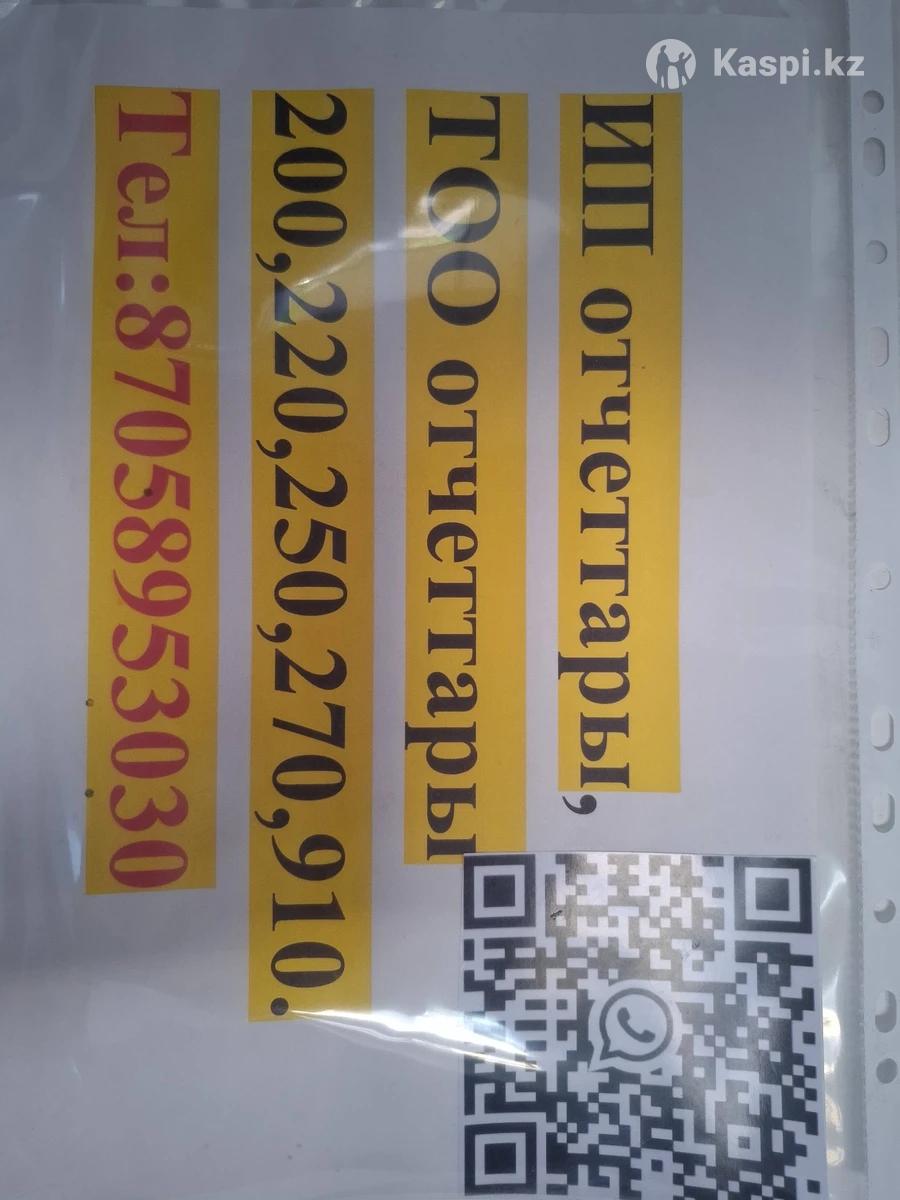 Kaspi.kz
ИП отчеттары,
ТОО отчеттары
200,220,250,270,910.
Тел:87058953030